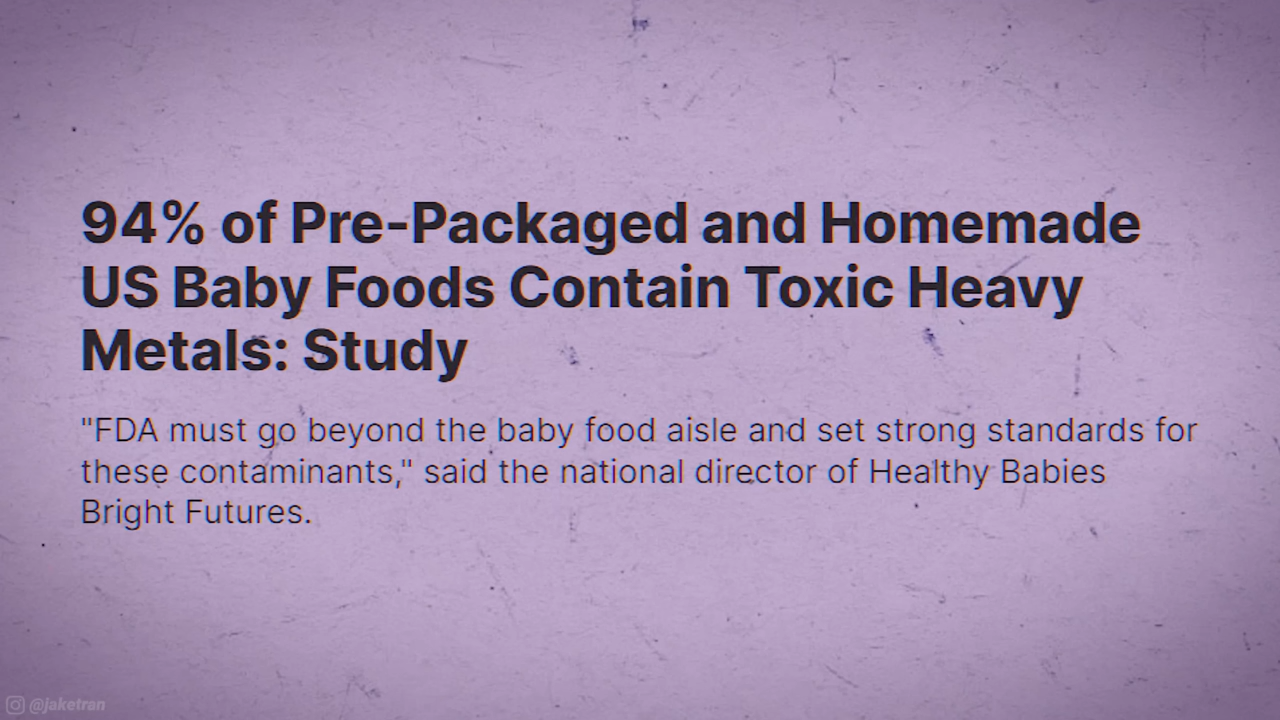 94% of Pre-Packaged and Homemade
US Baby Foods Contain Toxic Heavy
Metals: Study
"FDA must go beyond the baby food aisle and set strong standards for
these contaminants," said the national director of Healthy Babies
Bright Futures.
@jaketran